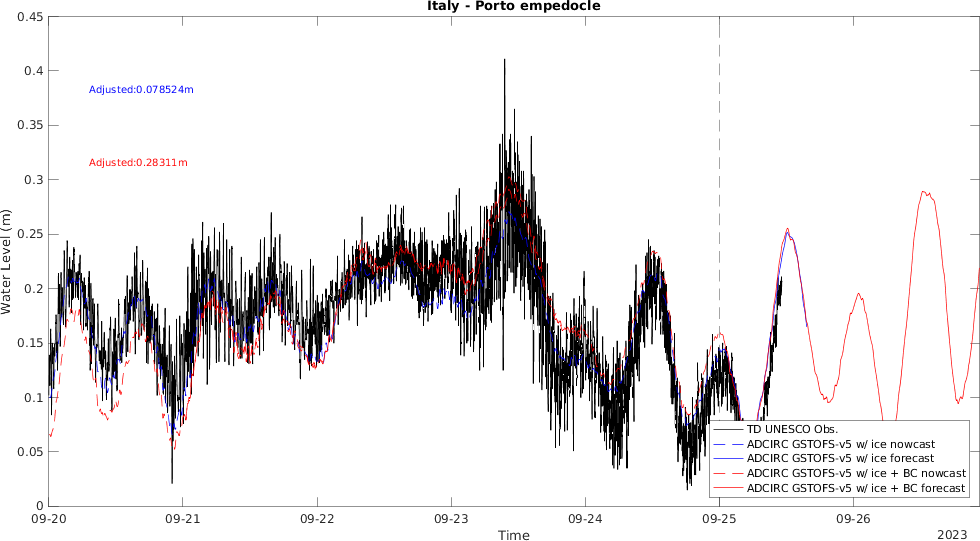 Italy - Porto empedocle
0.45
0.4
0.35
0.3
0.25
0.2
0.15
0.1
0.05
0
Water Level (m)
Adjusted:0.078524m
Adjusted:0.28311m
TD UNESCO Obs.
ADCIRC GSTOFS-v5 w/ ice nowcast
ADCIRC GSTOFS-v5 w/ ice forecast
ADCIRC GSTOFS-v5 w/ ice + BC nowcast
ADCIRC GSTOFS-v5 w/ ice + BC forecast
09-20 09-21 09-22 09-23 09-24 09-25 09-26
Time
2023